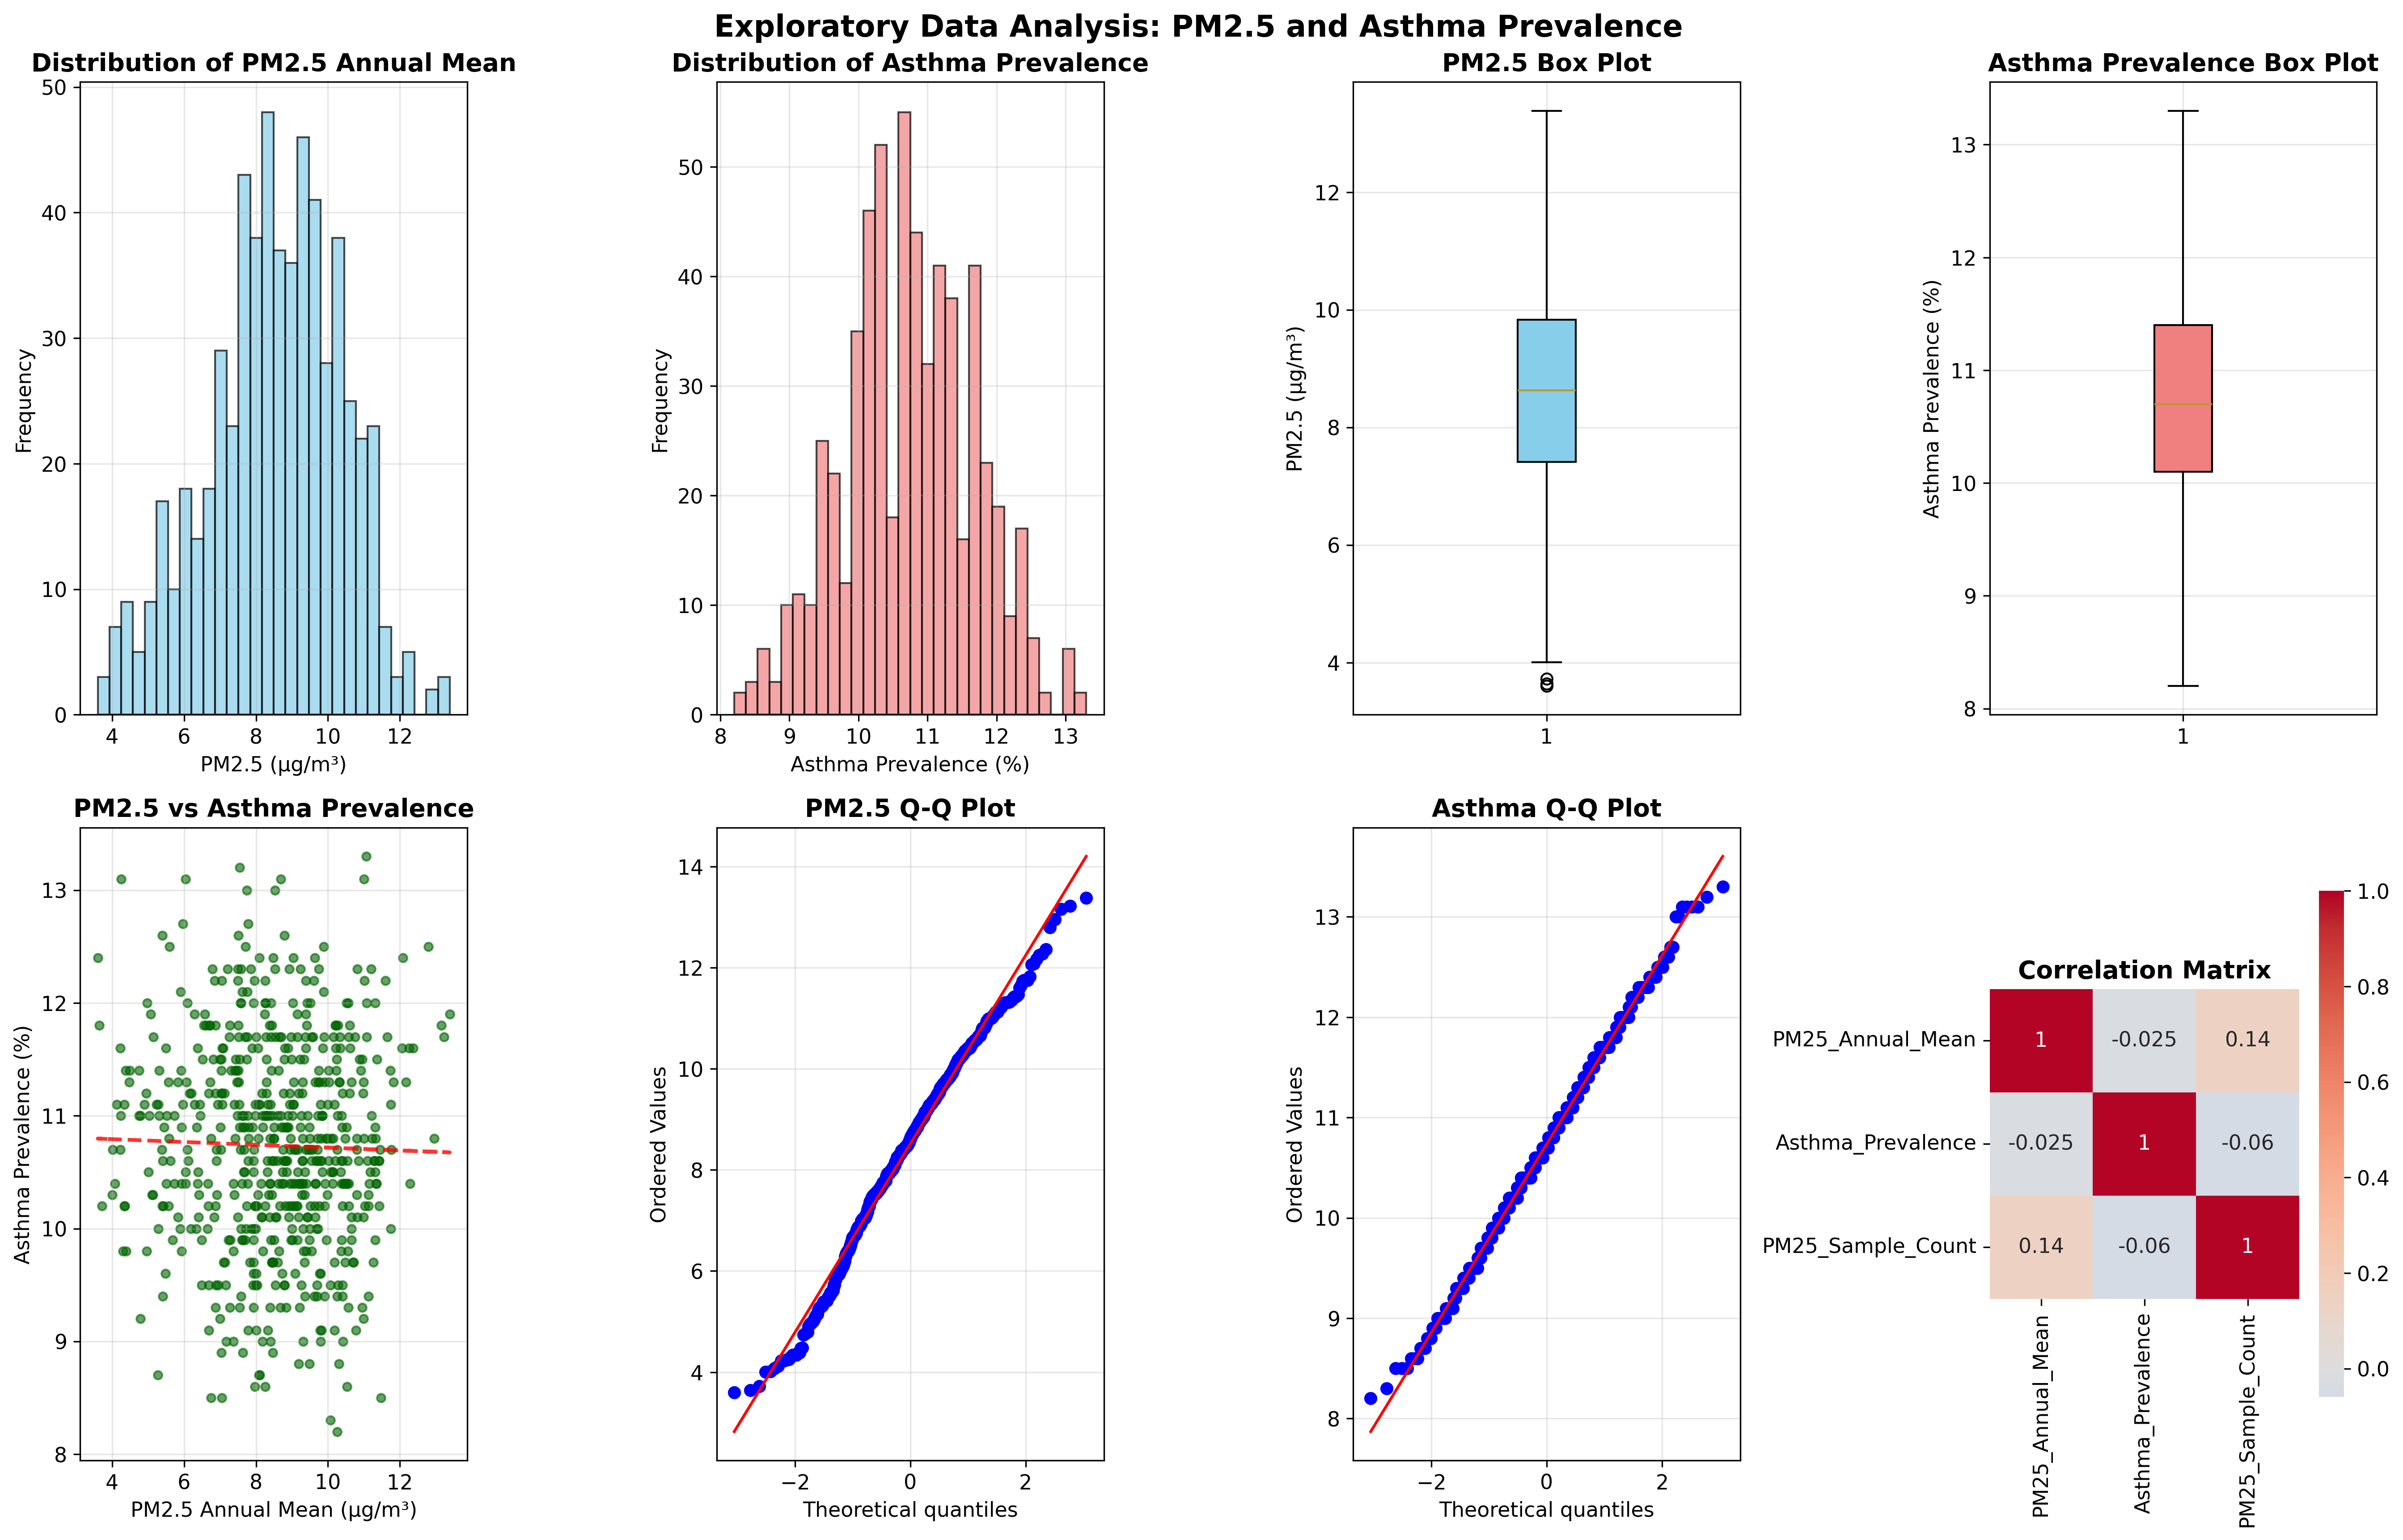 Exploratory Data Analysis: PM2.5 and Asthma Prevalence
Distribution of PM2.5 Annual Mean
50
40
30
20
10
0
Frequency
4 6 8 10 12
PM2.5 (µg/m³)
Distribution of Asthma Prevalence
50
40
30
20
10
0
Frequency
8 9 10 11 12 13
Asthma Prevalence (%)
PM2.5 Box Plot
12
10
8
6
4
PM2.5 (µg/m³)
1
Asthma Prevalence Box Plot
13
12
11
10
9
8
Asthma Prevalence (%)
1
PM2.5 vs Asthma Prevalence
13
12
11
10
9
8
Asthma Prevalence (%)
4 6 8 10 12
PM2.5 Annual Mean (µg/m³)
PM2.5 Q-Q Plot
14
12
10
8
6
4
Ordered Values
−2 0 2
Theoretical quantiles
Asthma Q-Q Plot
13
12
11
10
9
8
Ordered Values
−2 0 2
Theoretical quantiles
Correlation Matrix
PM25_Annual_Mean 1 -0.025 0.14
Asthma_Prevalence -0.025 1 -0.06
PM25_Sample_Count 0.14 -0.06 1
PM25_Annual_Mean
Asthma_Prevalence
PM25_Sample_Count
1.0
0.8
0.6
0.4
0.2
0.0